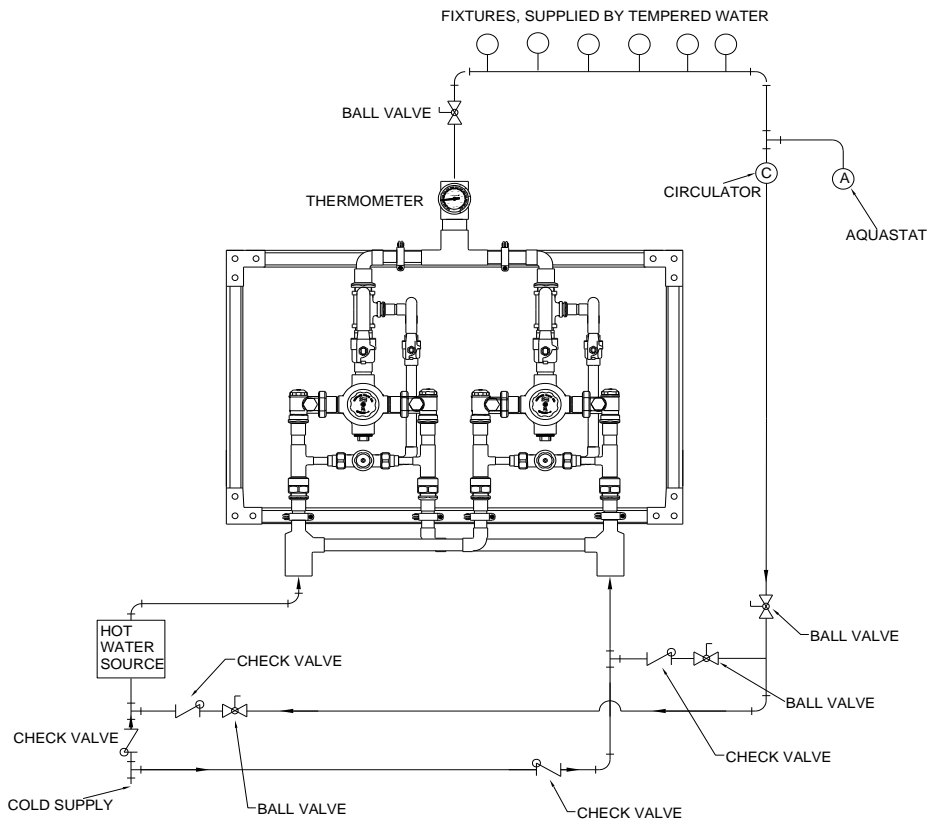 FIXTURES, SUPPLIED BY TEMPERED WATER
BALL VALVE
THERMOMETER
CIRCULATOR
C
A
AQUASTAT
HOT
WATER
SOURCE
BALL VALVE
CHECK VALVE
BALL VALVE
CHECK VALVE
CHECK VALVE
COLD SUPPLY
BALL VALVE
CHECK VALVE